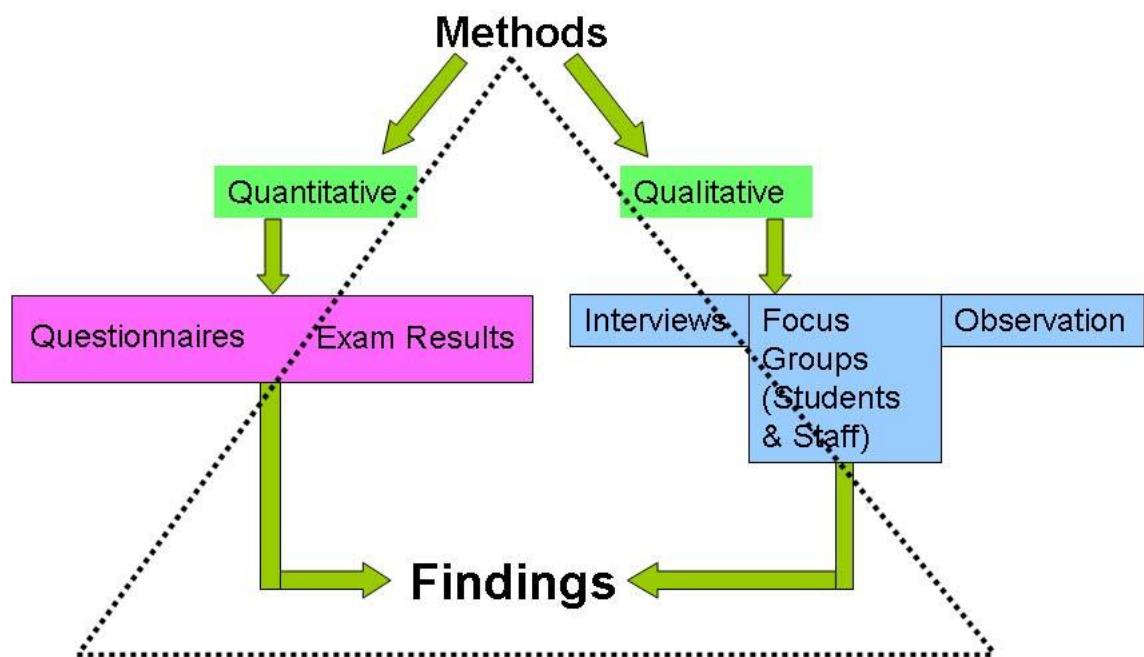 Methods
Quantitative
Qualitative
Questionnaires
Exam Results
Interviews
Focus
Groups
(Students
& Staff)
Observation
Findings